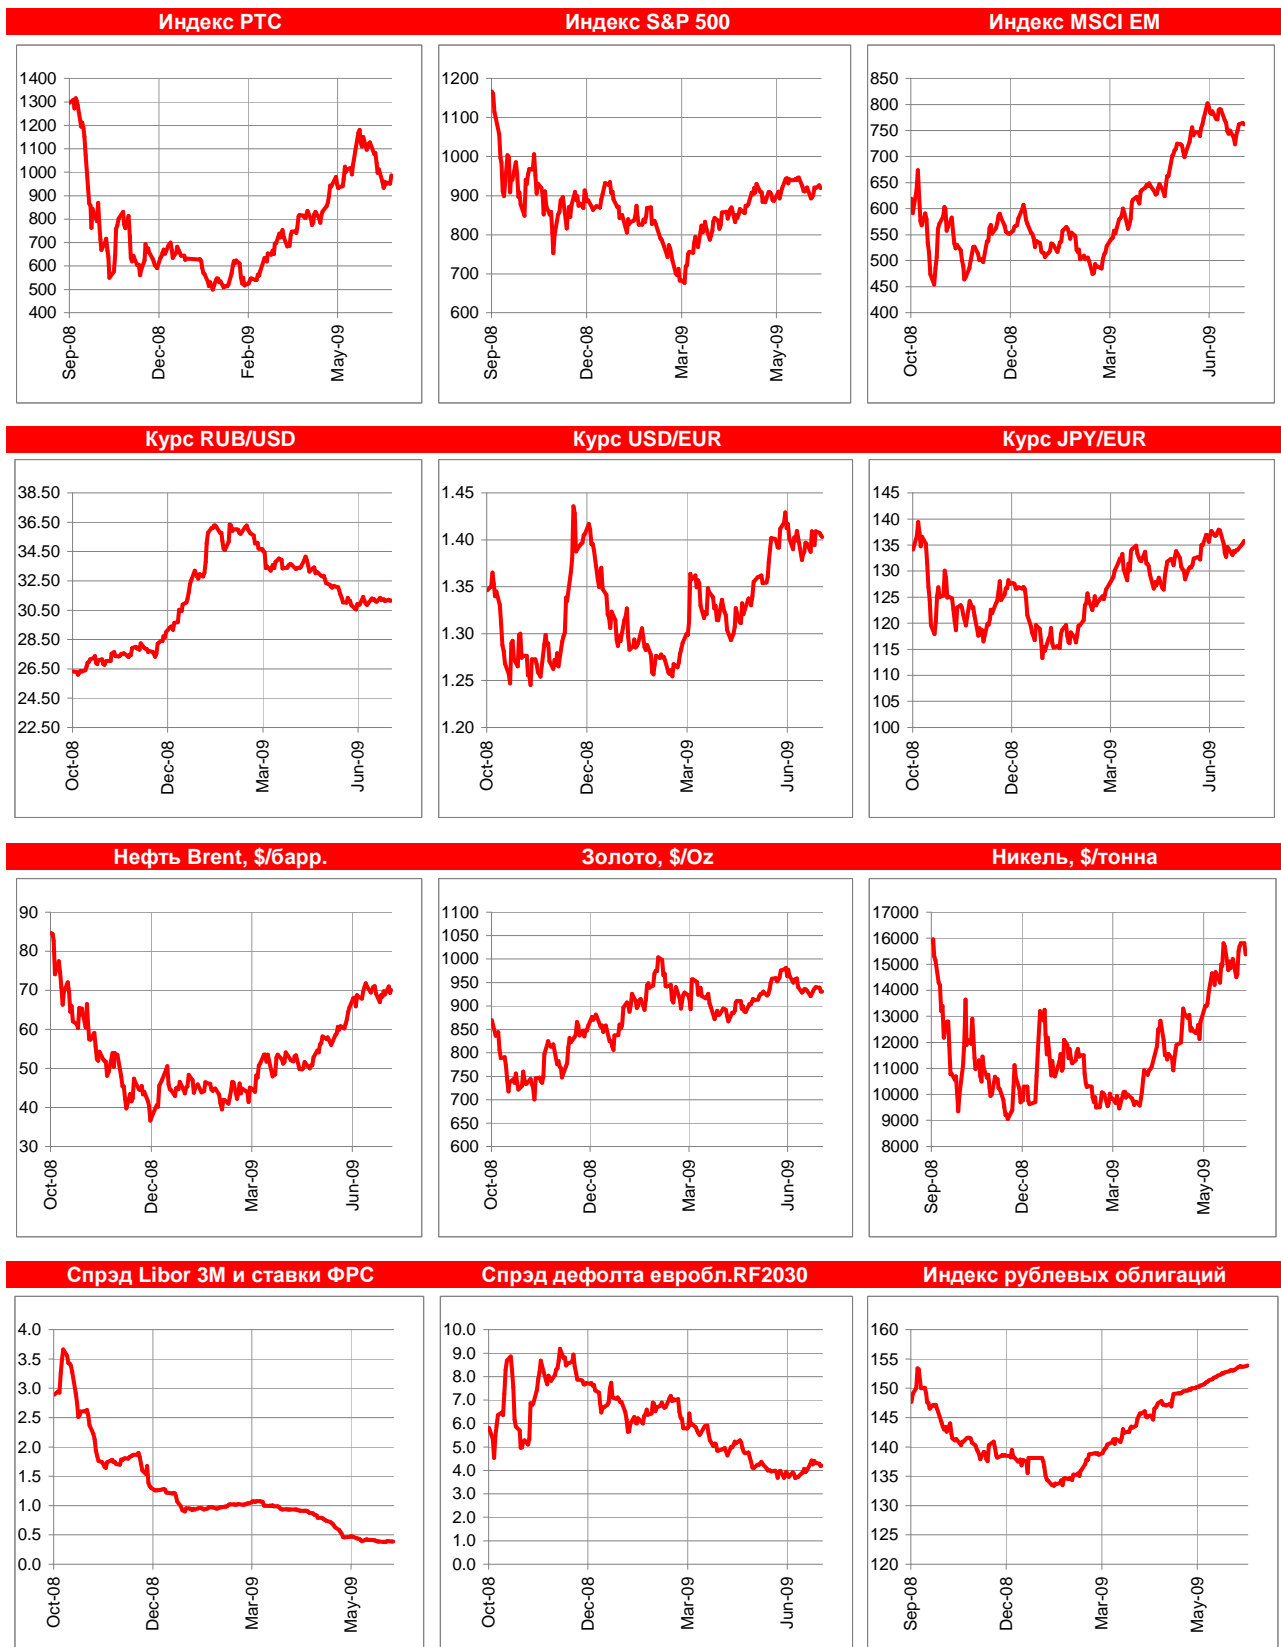 Индекс РТС
Индекс S&P 500
Индекс MSCI EM
1400
1300
1200
1100
1000
900
800
700
600
500
400
Sep-08
Dec-08
Feb-09
May-09
1200
1100
1000
900
800
700
600
Sep-08
Dec-08
Mar-09
May-09
850
800
750
700
650
600
550
500
450
400
Oct-08
Dec-08
Mar-09
Jun-09
Курс RUB/USD
Курс USD/EUR
Курс JPY/EUR
38.50
36.50
34.50
32.50
30.50
28.50
26.50
24.50
22.50
Oct-08
Dec-08
Mar-09
Jun-09
1.45
1.40
1.35
1.30
1.25
1.20
Oct-08
Dec-08
Mar-09
Jun-09
145
140
135
130
125
120
115
110
105
100
Oct-08
Dec-08
Mar-09
Jun-09
Нефть Brent, $/барр.
Золото, $/Oz
Никель, $/тонна
90
80
70
60
50
40
30
Oct-08
Dec-08
Mar-09
Jun-09
1100
1050
1000
950
900
850
800
750
700
650
600
Oct-08
Dec-08
Mar-09
Jun-09
17000
16000
15000
14000
13000
12000
11000
10000
9000
8000
Sep-08
Dec-08
Mar-09
May-09
Спрэд Libor 3M и ставки ФРС
Спрэд дефолта евробл.RF2030
Индекс рублевых облигаций
4.0
3.5
3.0
2.5
2.0
1.5
1.0
0.5
0.0
Oct-08
Dec-08
Mar-09
May-09
10.0
9.0
8.0
7.0
6.0
5.0
4.0
3.0
2.0
1.0
0.0
Oct-08
Dec-08
Mar-09
Jun-09
160
155
150
145
140
135
130
125
120
Sep-08
Dec-08
Mar-09
May-09